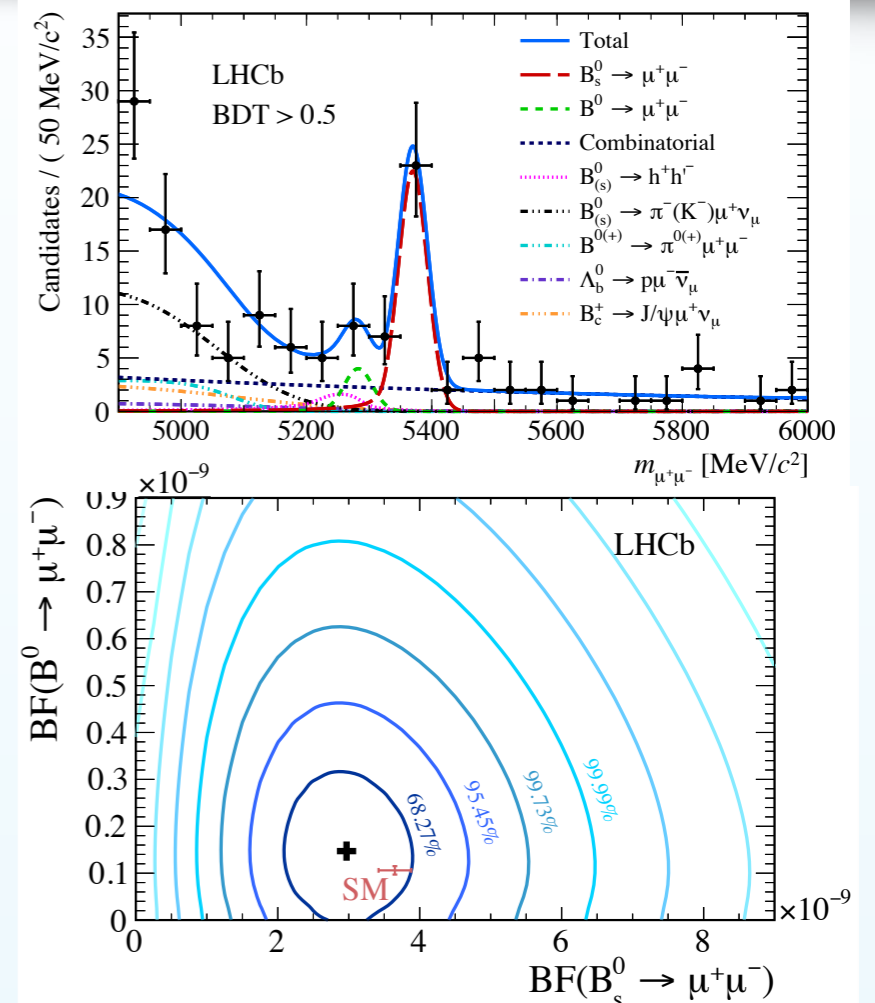 Candidates / ( 50 MeV/c²)
35
30
25
20
15
10
5
0
LHCb
BDT > 0.5
Total
B⁰ₛ → μ⁺μ⁻
B⁰ → μ⁺μ⁻
Combinatorial
B⁰₍ₛ₎ → h⁺h'⁻
B⁰₍ₛ₎ → π⁻(K⁻)μ⁺ν_μ
B⁰⁽⁺⁾ → π⁰⁽⁺⁾μ⁺μ⁻
Λ⁰_b → pμ⁻ν̄_μ
B⁺_c → J/ψμ⁺ν_μ
5000 5200 5400 5600 5800 6000
m_μ⁺μ⁻ [MeV/c²]
×10⁻⁹
BF(B⁰ → μ⁺μ⁻)
0.9
0.8
0.7
0.6
0.5
0.4
0.3
0.2
0.1
0
LHCb
68.27%
95.45%
99.73%
99.99%
SM
0 2 4 6 8
×10⁻⁹
BF(B⁰ₛ → μ⁺μ⁻)